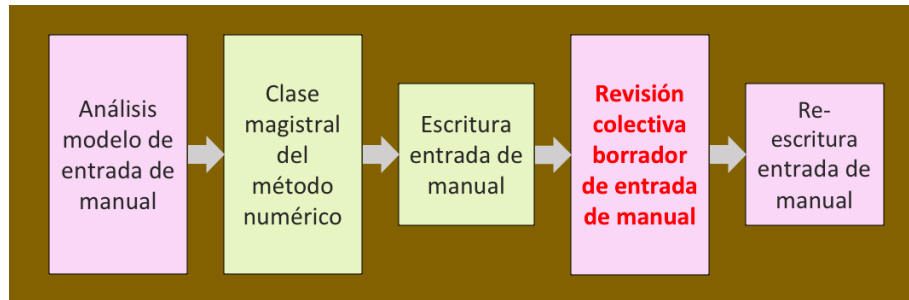 Análisis
modelo de
entrada de
manual
Clase
magistral
del
método
numérico
Escritura
entrada de
manual
Revisión
colectiva
borrador
de entrada
de manual
Re-
escritura
entrada de
manual